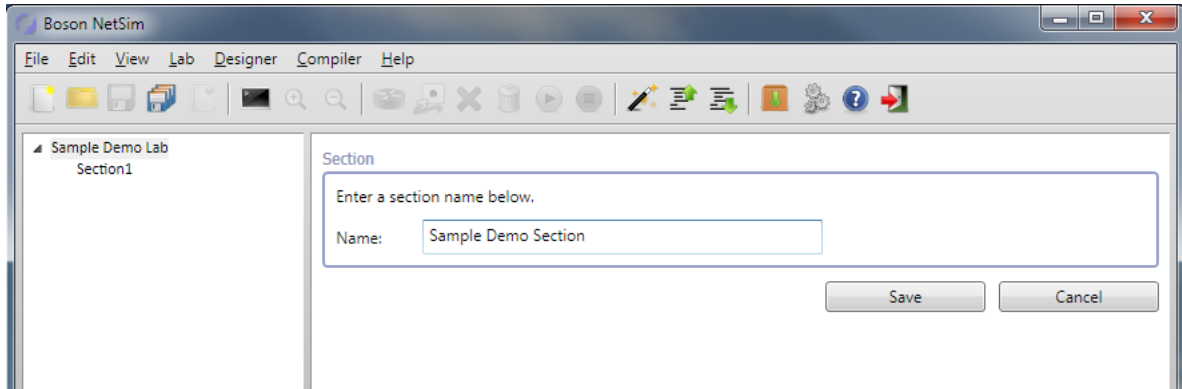 Boson NetSim
File Edit View Lab Designer Compiler Help
Sample Demo Lab
Section1
Section
Enter a section name below.
Name: Sample Demo Section
Save Cancel